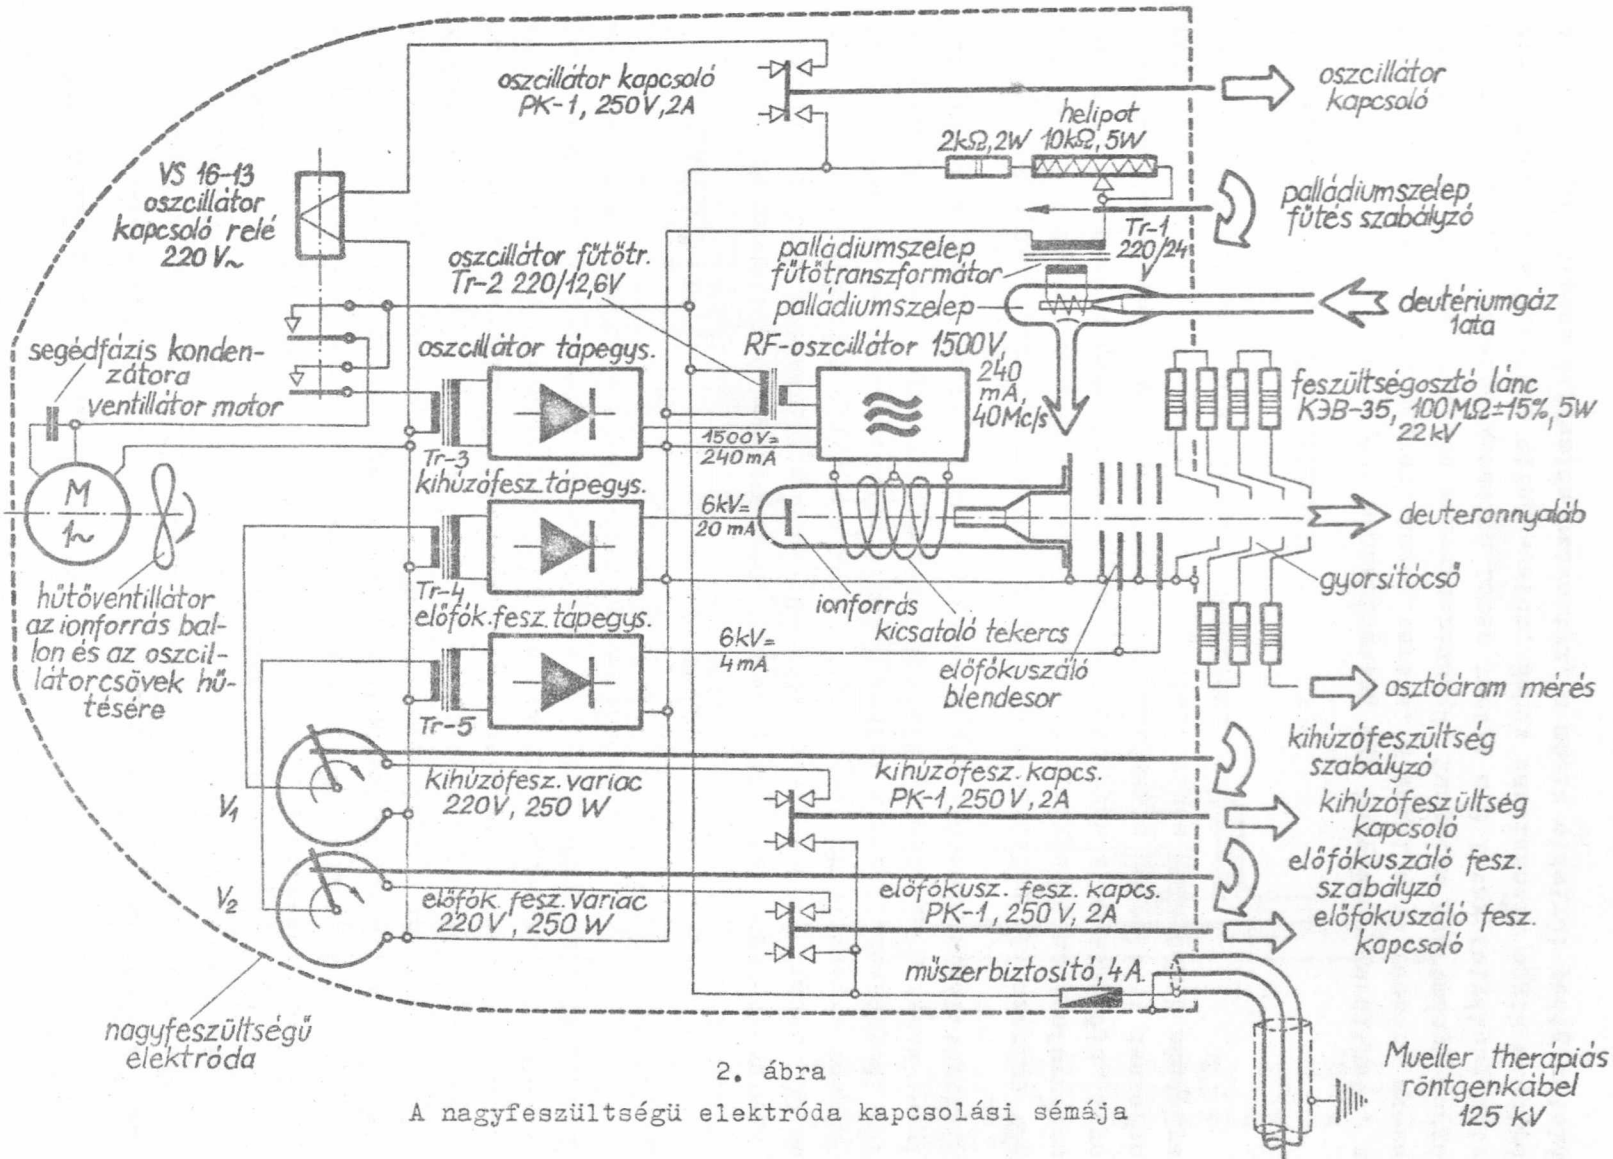 oszcillátor kapcsoló
PK-1, 250V, 2A
oszcillátor
kapcsoló
helipot
2kΩ, 2W
10kΩ, 5W
VS 16-13
oszcillátor
kapcsoló relé
220 V~
palládiumszelep
fűtés szabályzó
Tr-1
220/24
V
oszcillátor fűtőtr.
Tr-2 220/12,6V
palládiumszelep
fűtőtranszformátor
palládiumszelep
deutériumgáz
1ata
segédfázis konden-
zátora
ventillátor motor
oszcillátor tápegys.
RF-oszcillátor 1500V,
240
mA,
40Mc/s
feszültségosztó lánc
КЭВ-35, 100MΩ±15%, 5W
22kV
1500V=
240mA
Tr-3
kihúzófesz.tápegys.
M
1~
6kV=
20mA
deuteronnyaláb
gyorsítócső
hűtőventillátor
az ionforrás bal-
lon és az oszcil-
látorcsövek hű-
tésére
Tr-4
előfók.fesz.tápegys.
ionforrás
kicsatoló tekercs
6kV=
4mA
előfókuszáló
blendesor
osztóáram mérés
Tr-5
V1
kihúzófesz.variac
220V, 250 W
kihúzófesz. kapcs.
PK-1, 250V, 2A
kihúzófeszültség
szabályzó
kihúzófeszültség
kapcsoló
V2
előfók. fesz. variac
220V, 250 W
előfókusz. fesz. kapcs.
PK-1, 250V, 2A
előfókuszáló fesz.
szabályzó
előfókuszáló fesz.
kapcsoló
műszerbiztosító, 4A.
nagyfeszültségű
elektróda
Mueller therápiás
röntgenkábel
125 kV
2. ábra
A nagyfeszültségü elektróda kapcsolási sémája